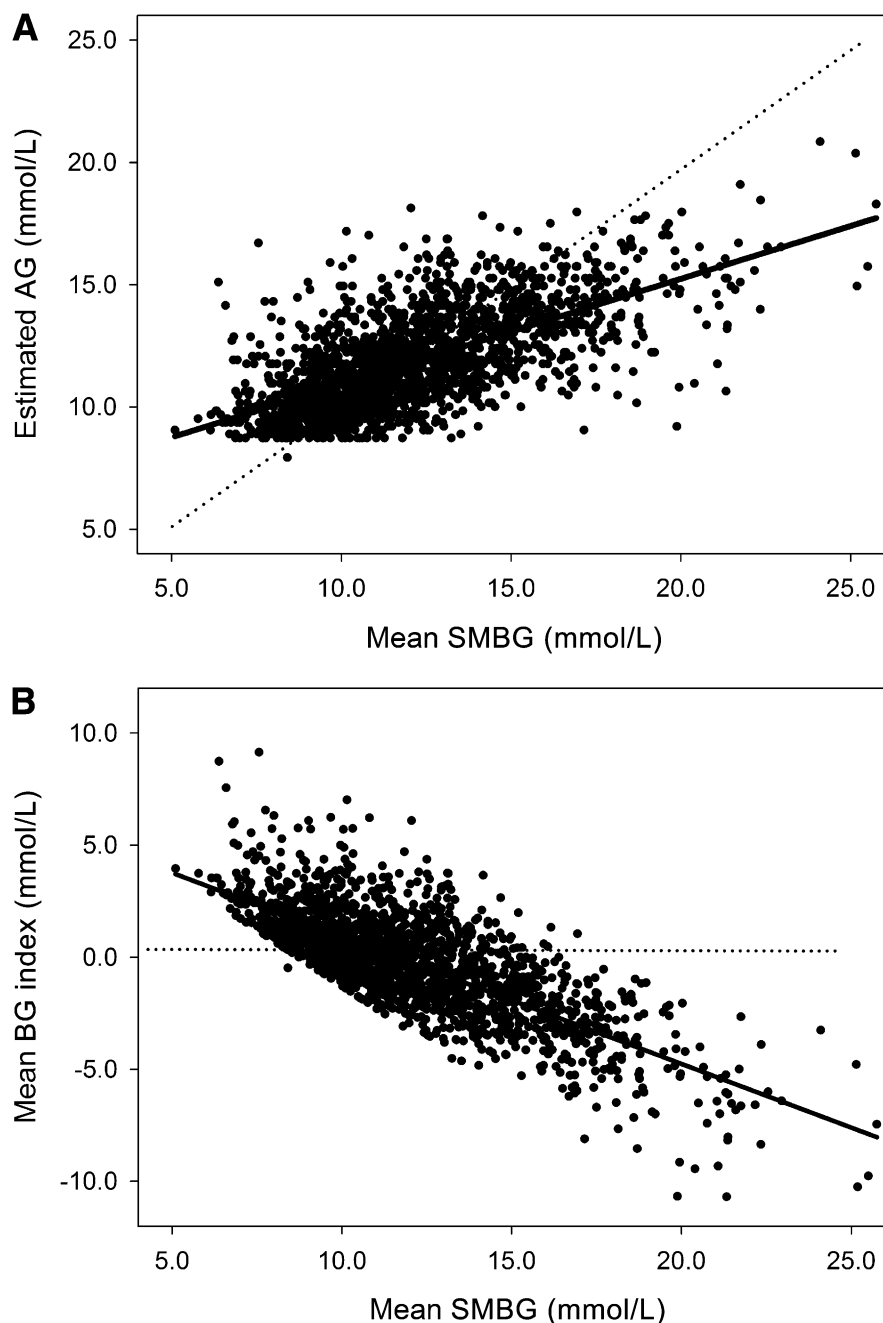 A
Estimated AG (mmol/L)
25.0
20.0
15.0
10.0
5.0
5.0 10.0 15.0 20.0 25.0
Mean SMBG (mmol/L)
B
Mean BG index (mmol/L)
10.0
5.0
0.0
-5.0
-10.0
5.0 10.0 15.0 20.0 25.0
Mean SMBG (mmol/L)